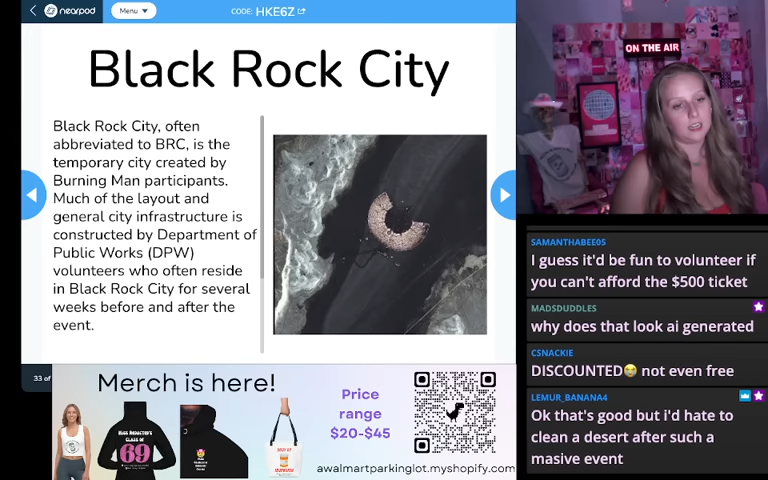 nearpod
Menu
CODE: HKE6Z
ON THE AIR
Black Rock City
Black Rock City, often
abbreviated to BRC, is the
temporary city created by
Burning Man participants.
Much of the layout and
general city infrastructure is
constructed by Department of
Public Works (DPW)
volunteers who often reside
in Black Rock City for several
weeks before and after the
event.
33 of
Merch is here!
Price
range
$20-$45
69
awalmartparkinglot.myshopify.com
SAMANTHABEE05
I guess it'd be fun to volunteer if
you can't afford the $500 ticket
MADSDUDDLES
why does that look ai generated
CSNACKIE
DISCOUNTED😭 not even free
LEMUR_BANANA4
Ok that's good but i'd hate to
clean a desert after such a
massive event